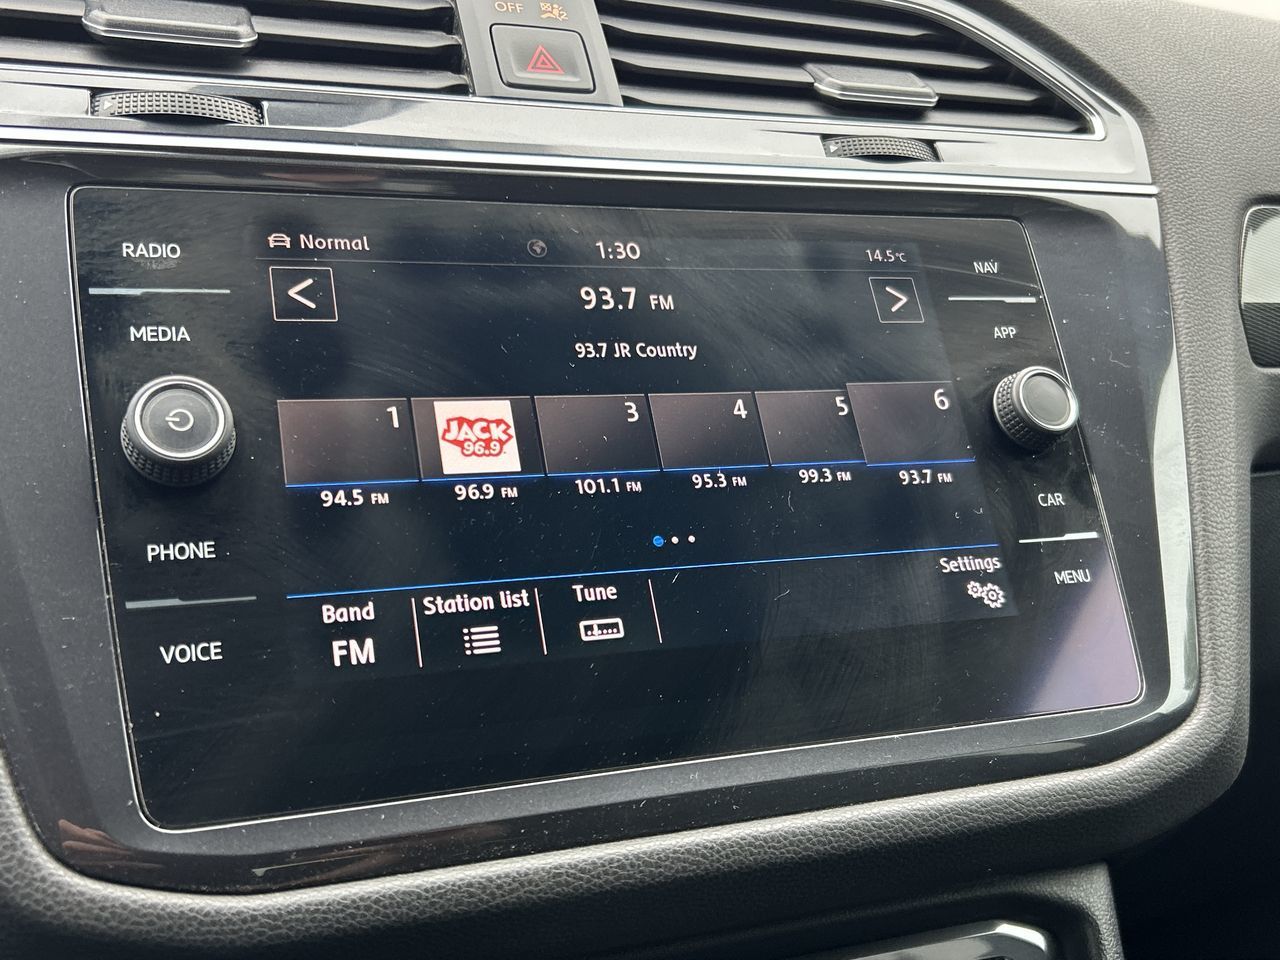 OFF
RADIO
MEDIA
PHONE
VOICE
Normal
1:30
14.5°C
<
93.7 FM
>
93.7 JR Country
1
JACK
96.9
3
4
5
6
94.5 FM
96.9 FM
101.1 FM
95.3 FM
99.3 FM
93.7 FM
Band
FM
Station list
Tune
Settings
NAV
APP
CAR
MENU